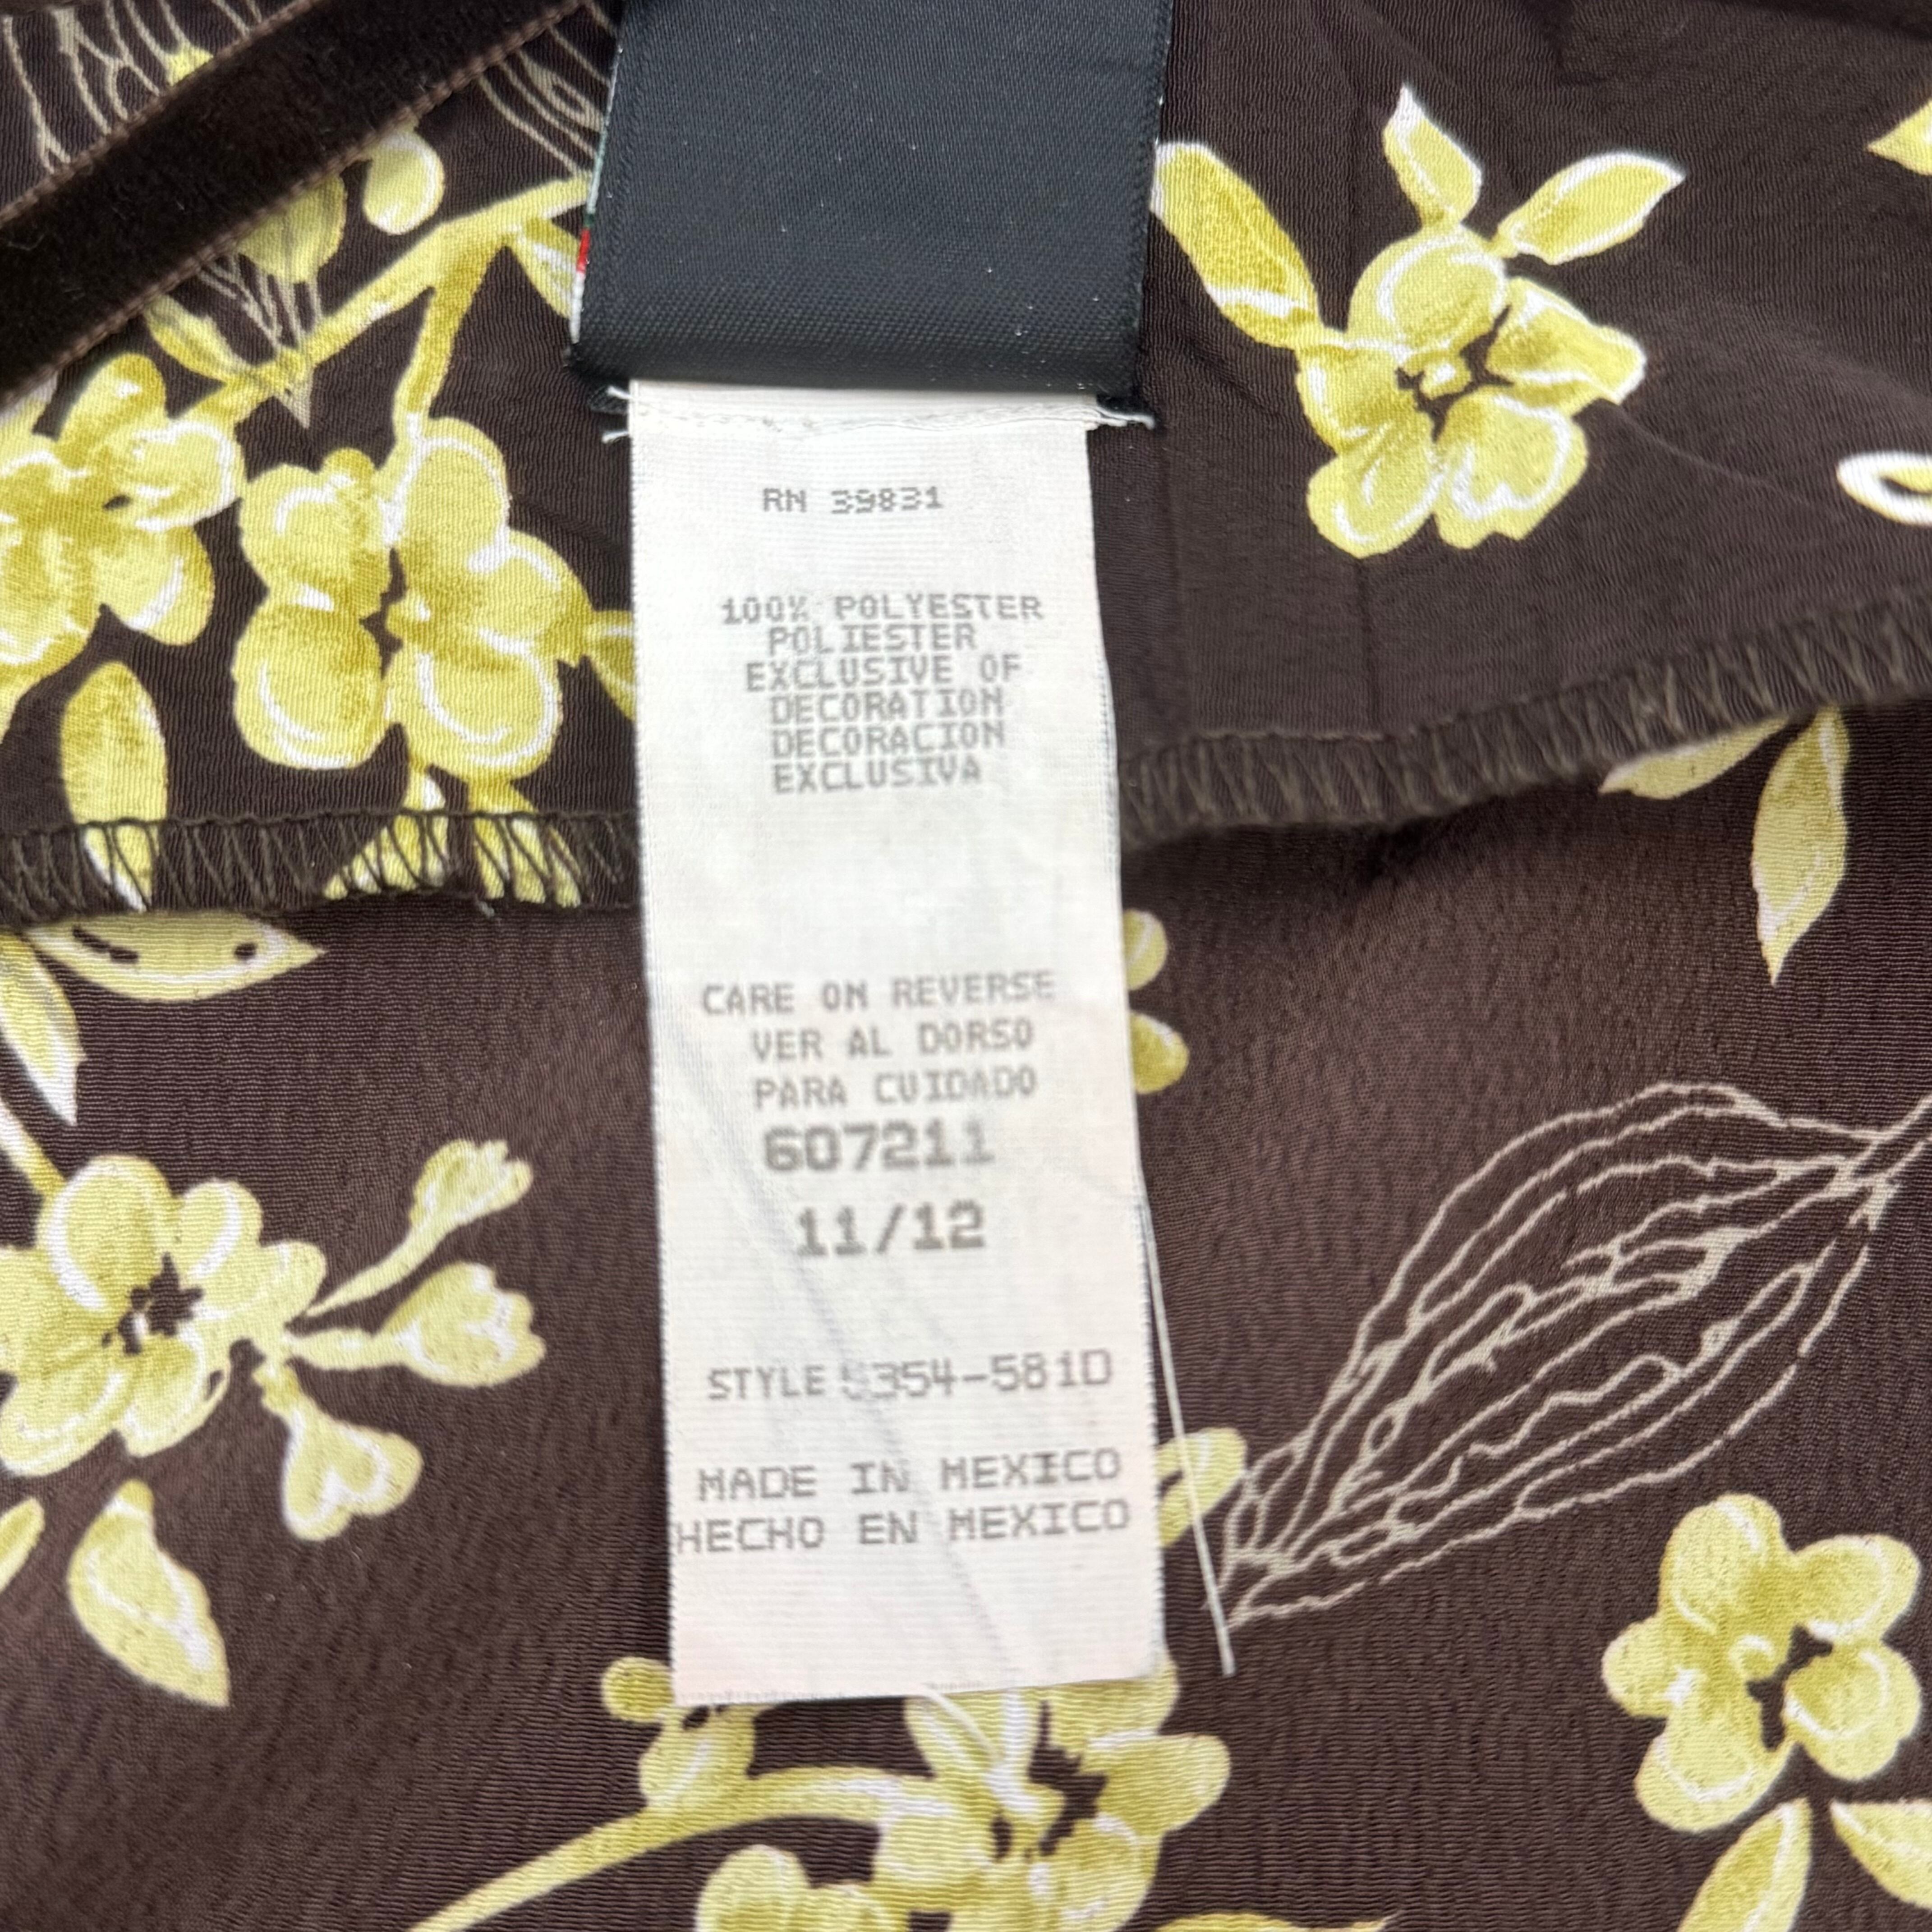 RN 39831
100% POLYESTER
POLIESTER
EXCLUSIVE OF
DECORATION
DECORACION
EXCLUSIVA
CARE ON REVERSE
VER AL DORSO
PARA CUIDADO
607211
11/12
STYLE 5354-581D
MADE IN MEXICO
HECHO EN MEXICO